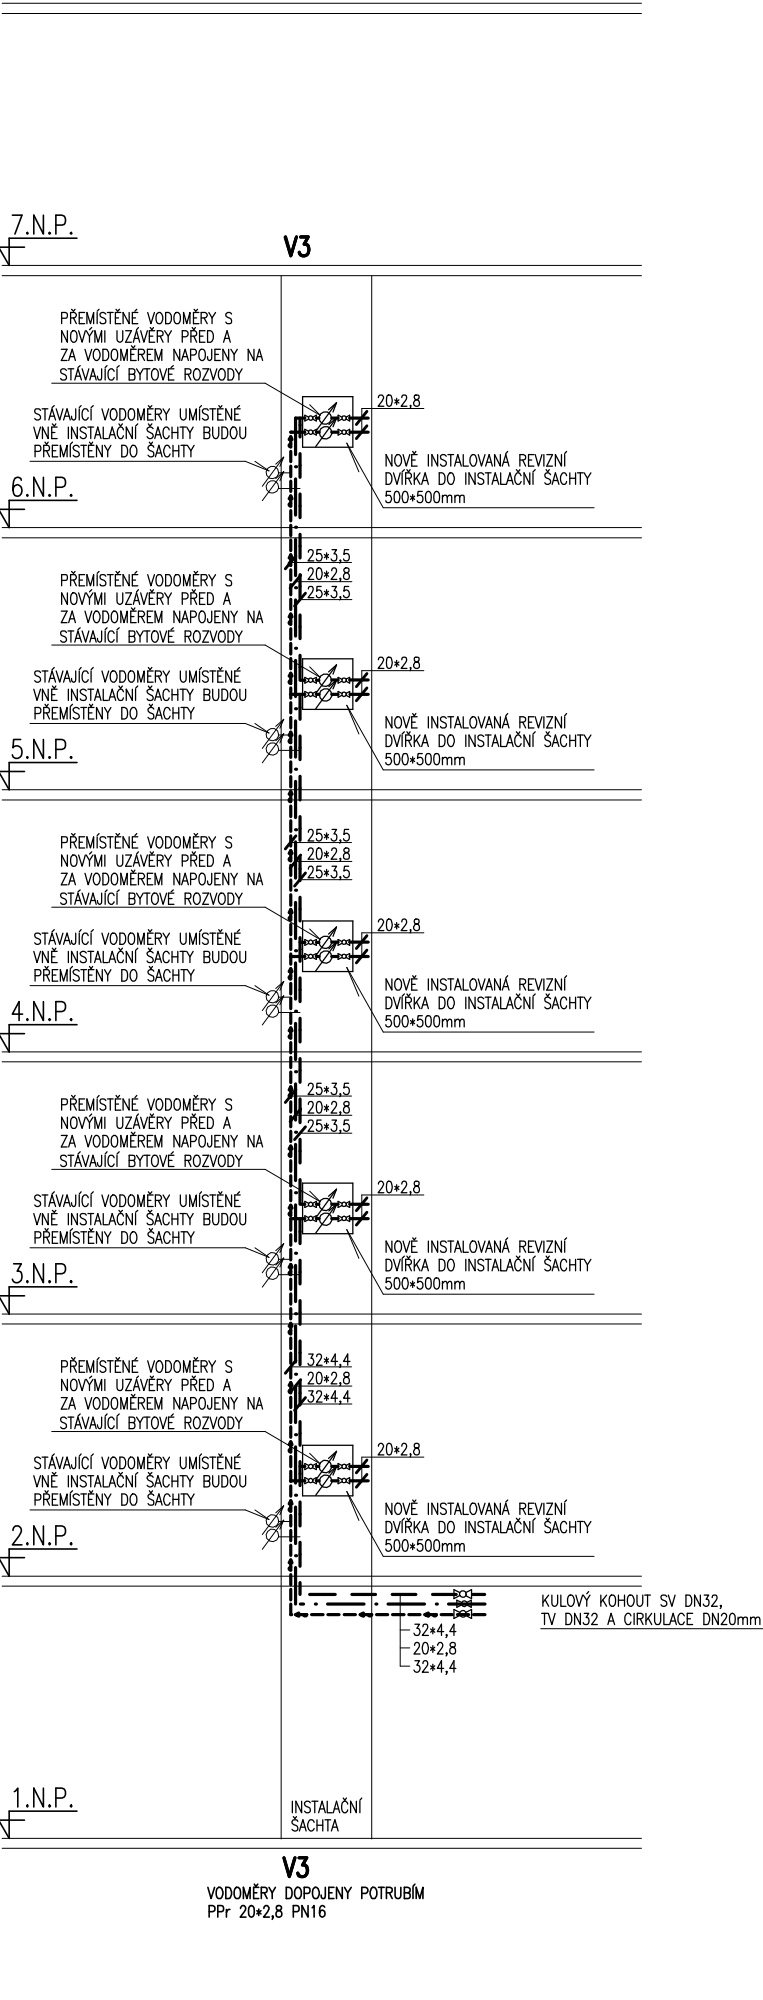 7.N.P.
V3
PŘEMÍSTĚNÉ VODOMĚRY S
NOVÝMI UZÁVĚRY PŘED A
ZA VODOMĚREM NAPOJENY NA
STÁVAJÍCÍ BYTOVÉ ROZVODY
20*2,8
STÁVAJÍCÍ VODOMĚRY UMÍSTĚNÉ
VNĚ INSTALAČNÍ ŠACHTY BUDOU
PŘEMÍSTĚNY DO ŠACHTY
NOVĚ INSTALOVANÁ REVIZNÍ
DVÍŘKA DO INSTALAČNÍ ŠACHTY
500*500mm
6.N.P.
25*3,5
20*2,8
25*3,5
PŘEMÍSTĚNÉ VODOMĚRY S
NOVÝMI UZÁVĚRY PŘED A
ZA VODOMĚREM NAPOJENY NA
STÁVAJÍCÍ BYTOVÉ ROZVODY
20*2,8
STÁVAJÍCÍ VODOMĚRY UMÍSTĚNÉ
VNĚ INSTALAČNÍ ŠACHTY BUDOU
PŘEMÍSTĚNY DO ŠACHTY
NOVĚ INSTALOVANÁ REVIZNÍ
DVÍŘKA DO INSTALAČNÍ ŠACHTY
500*500mm
5.N.P.
25*3,5
20*2,8
25*3,5
PŘEMÍSTĚNÉ VODOMĚRY S
NOVÝMI UZÁVĚRY PŘED A
ZA VODOMĚREM NAPOJENY NA
STÁVAJÍCÍ BYTOVÉ ROZVODY
20*2,8
STÁVAJÍCÍ VODOMĚRY UMÍSTĚNÉ
VNĚ INSTALAČNÍ ŠACHTY BUDOU
PŘEMÍSTĚNY DO ŠACHTY
NOVĚ INSTALOVANÁ REVIZNÍ
DVÍŘKA DO INSTALAČNÍ ŠACHTY
500*500mm
4.N.P.
25*3,5
20*2,8
25*3,5
PŘEMÍSTĚNÉ VODOMĚRY S
NOVÝMI UZÁVĚRY PŘED A
ZA VODOMĚREM NAPOJENY NA
STÁVAJÍCÍ BYTOVÉ ROZVODY
20*2,8
STÁVAJÍCÍ VODOMĚRY UMÍSTĚNÉ
VNĚ INSTALAČNÍ ŠACHTY BUDOU
PŘEMÍSTĚNY DO ŠACHTY
NOVĚ INSTALOVANÁ REVIZNÍ
DVÍŘKA DO INSTALAČNÍ ŠACHTY
500*500mm
3.N.P.
32*4,4
20*2,8
32*4,4
PŘEMÍSTĚNÉ VODOMĚRY S
NOVÝMI UZÁVĚRY PŘED A
ZA VODOMĚREM NAPOJENY NA
STÁVAJÍCÍ BYTOVÉ ROZVODY
20*2,8
STÁVAJÍCÍ VODOMĚRY UMÍSTĚNÉ
VNĚ INSTALAČNÍ ŠACHTY BUDOU
PŘEMÍSTĚNY DO ŠACHTY
NOVĚ INSTALOVANÁ REVIZNÍ
DVÍŘKA DO INSTALAČNÍ ŠACHTY
500*500mm
2.N.P.
KULOVÝ KOHOUT SV DN32,
TV DN32 A CIRKULACE DN20mm
32*4,4
20*2,8
32*4,4
1.N.P.
INSTALAČNÍ
ŠACHTA
V3
VODOMĚRY DOPOJENY POTRUBÍM
PPr 20*2,8 PN16